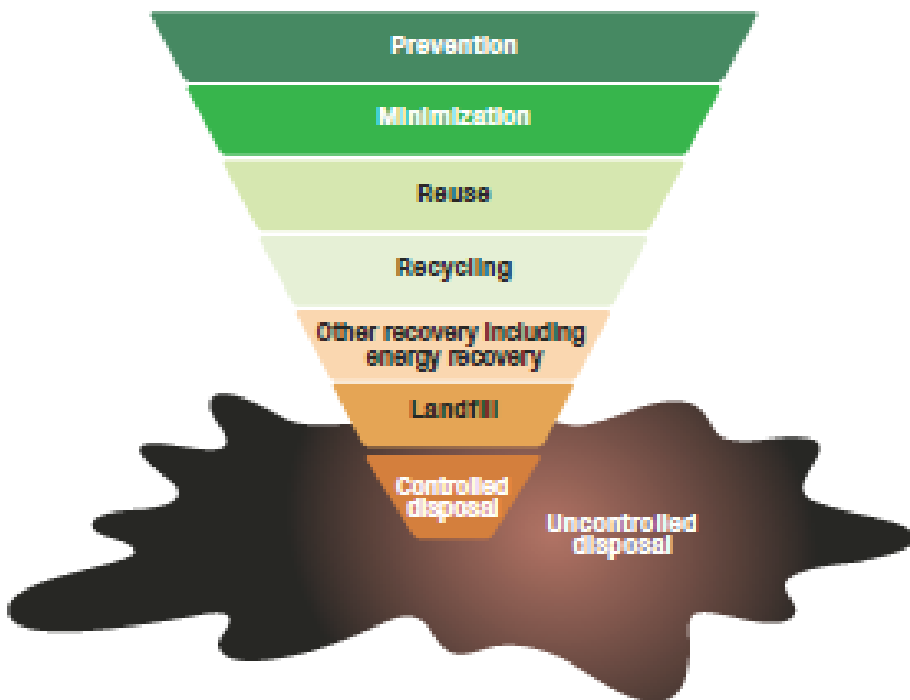 Prevention
Minimization
Reuse
Recycling
Other recovery including
energy recovery
Landfill
Controlled
disposal
Uncontrolled
disposal